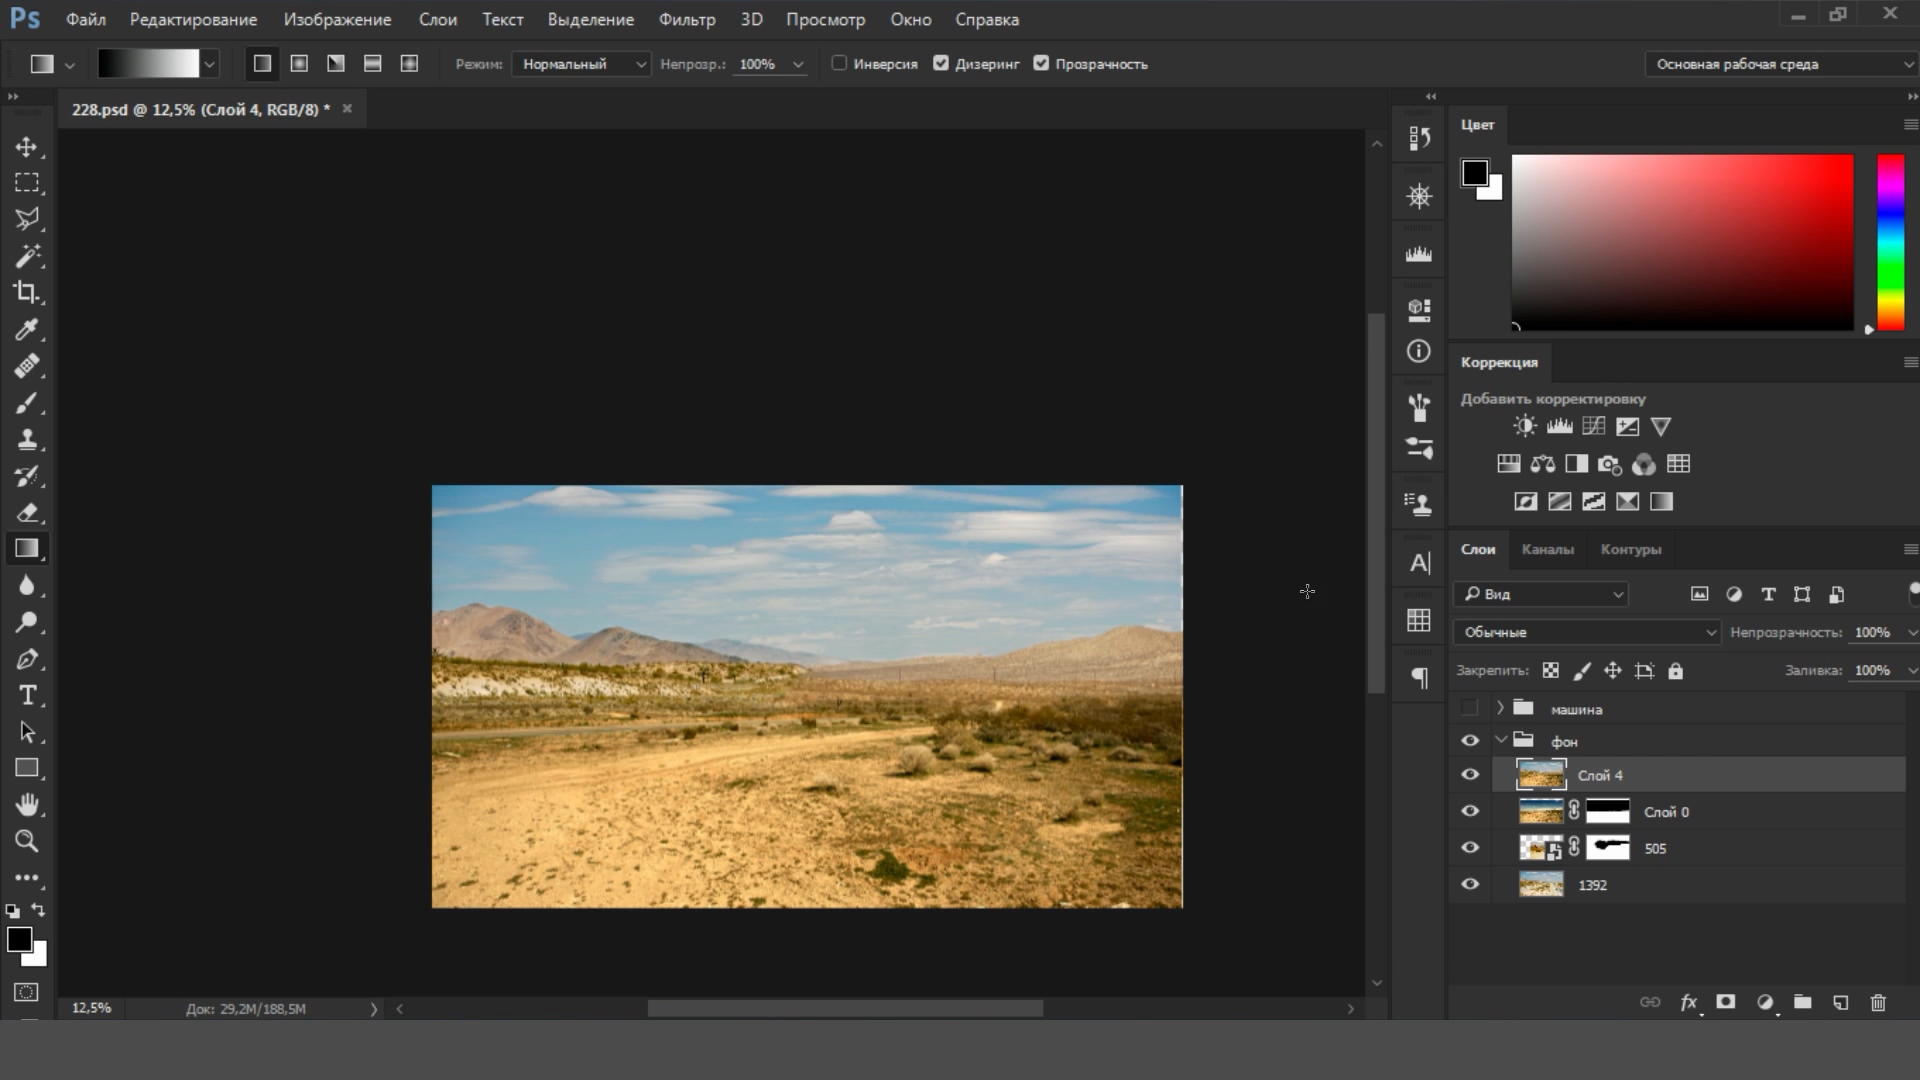 Ps Файл Редактирование Изображение Слои Текст Выделение Фильтр 3D Просмотр Окно Справка
Режим: Нормальный Непрозр.: 100% Инверсия Дизеринг Прозрачность Основная рабочая среда
228.psd @ 12,5% (Слой 4, RGB/8) *
Цвет
Коррекция
Добавить корректировку
Слои Каналы Контуры
Вид
Обычные Непрозрачность: 100%
Закрепить: Заливка: 100%
машина
фон
Слой 4
Слой 0
505
1392
12,5% Док: 29,2M/188,5M